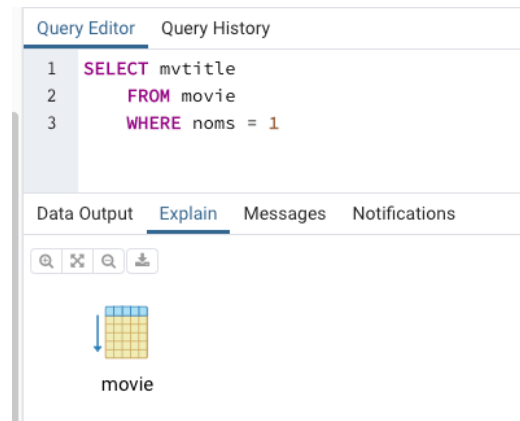 Query Editor Query History
1 SELECT mvtitle
2 FROM movie
3 WHERE noms = 1
Data Output Explain Messages Notifications
movie